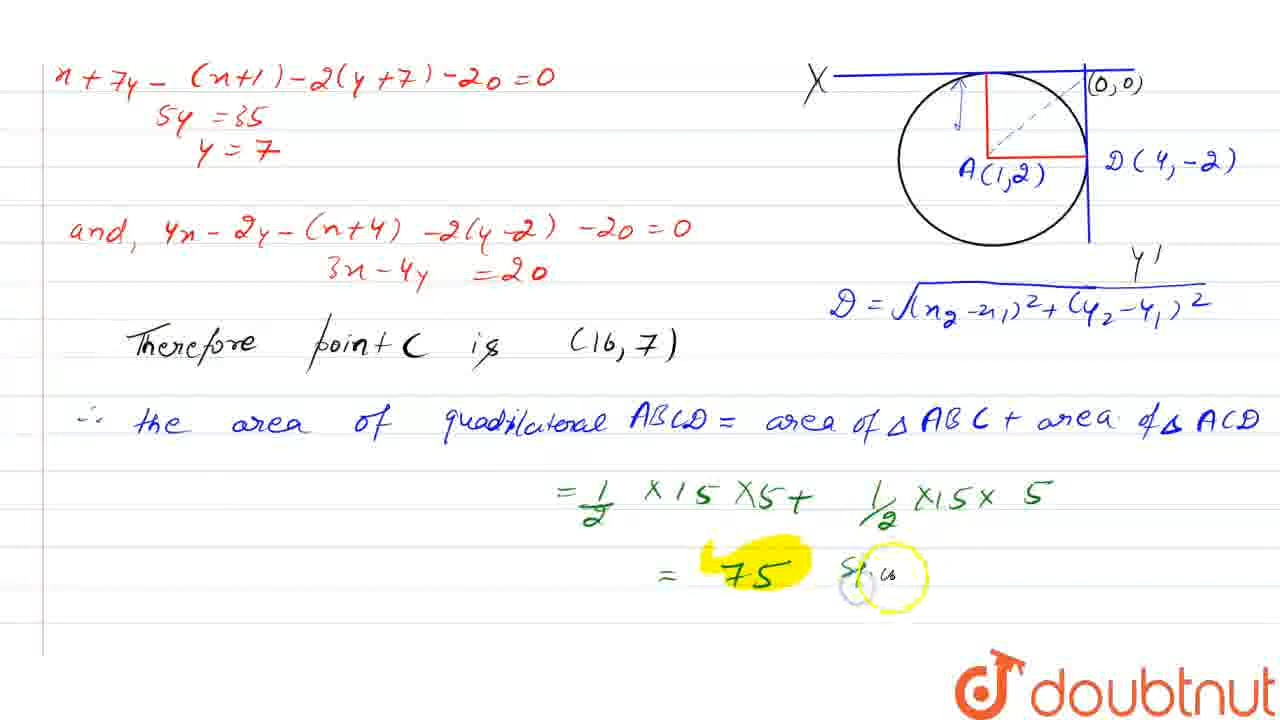 x + 7y - (x+1) - 2(y+7) - 20 = 0
5y = 35
y = 7
and, 4x - 2y - (x+4) - 2(y-2) - 20 = 0
3x - 4y = 20
Therefore point C is (16, 7)
∴ the area of quadilateral ABCD = area of Δ ABC + area of Δ ACD
= 1/2 × 15 × 5 + 1/2 × 15 × 5
= 75
X
(0,0)
A(1,2)
D(4,-2)
Y'
D = √(x₂-x₁)² + (y₂-y₁)²
doubtnut